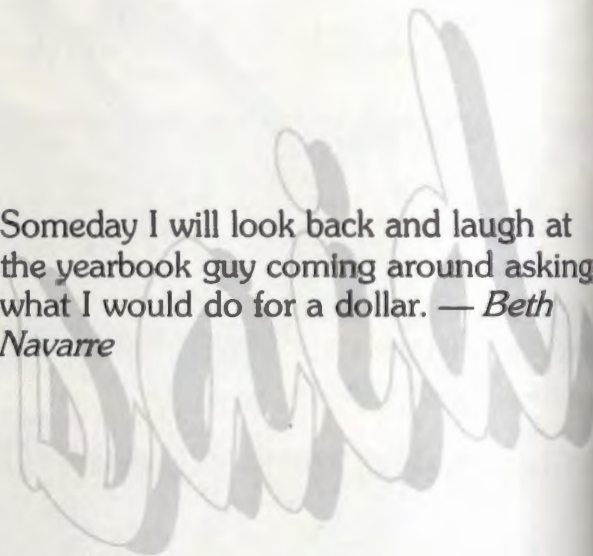 Someday I will look back and laugh at
the yearbook guy coming around asking
what I would do for a dollar. — Beth
Navarre
said